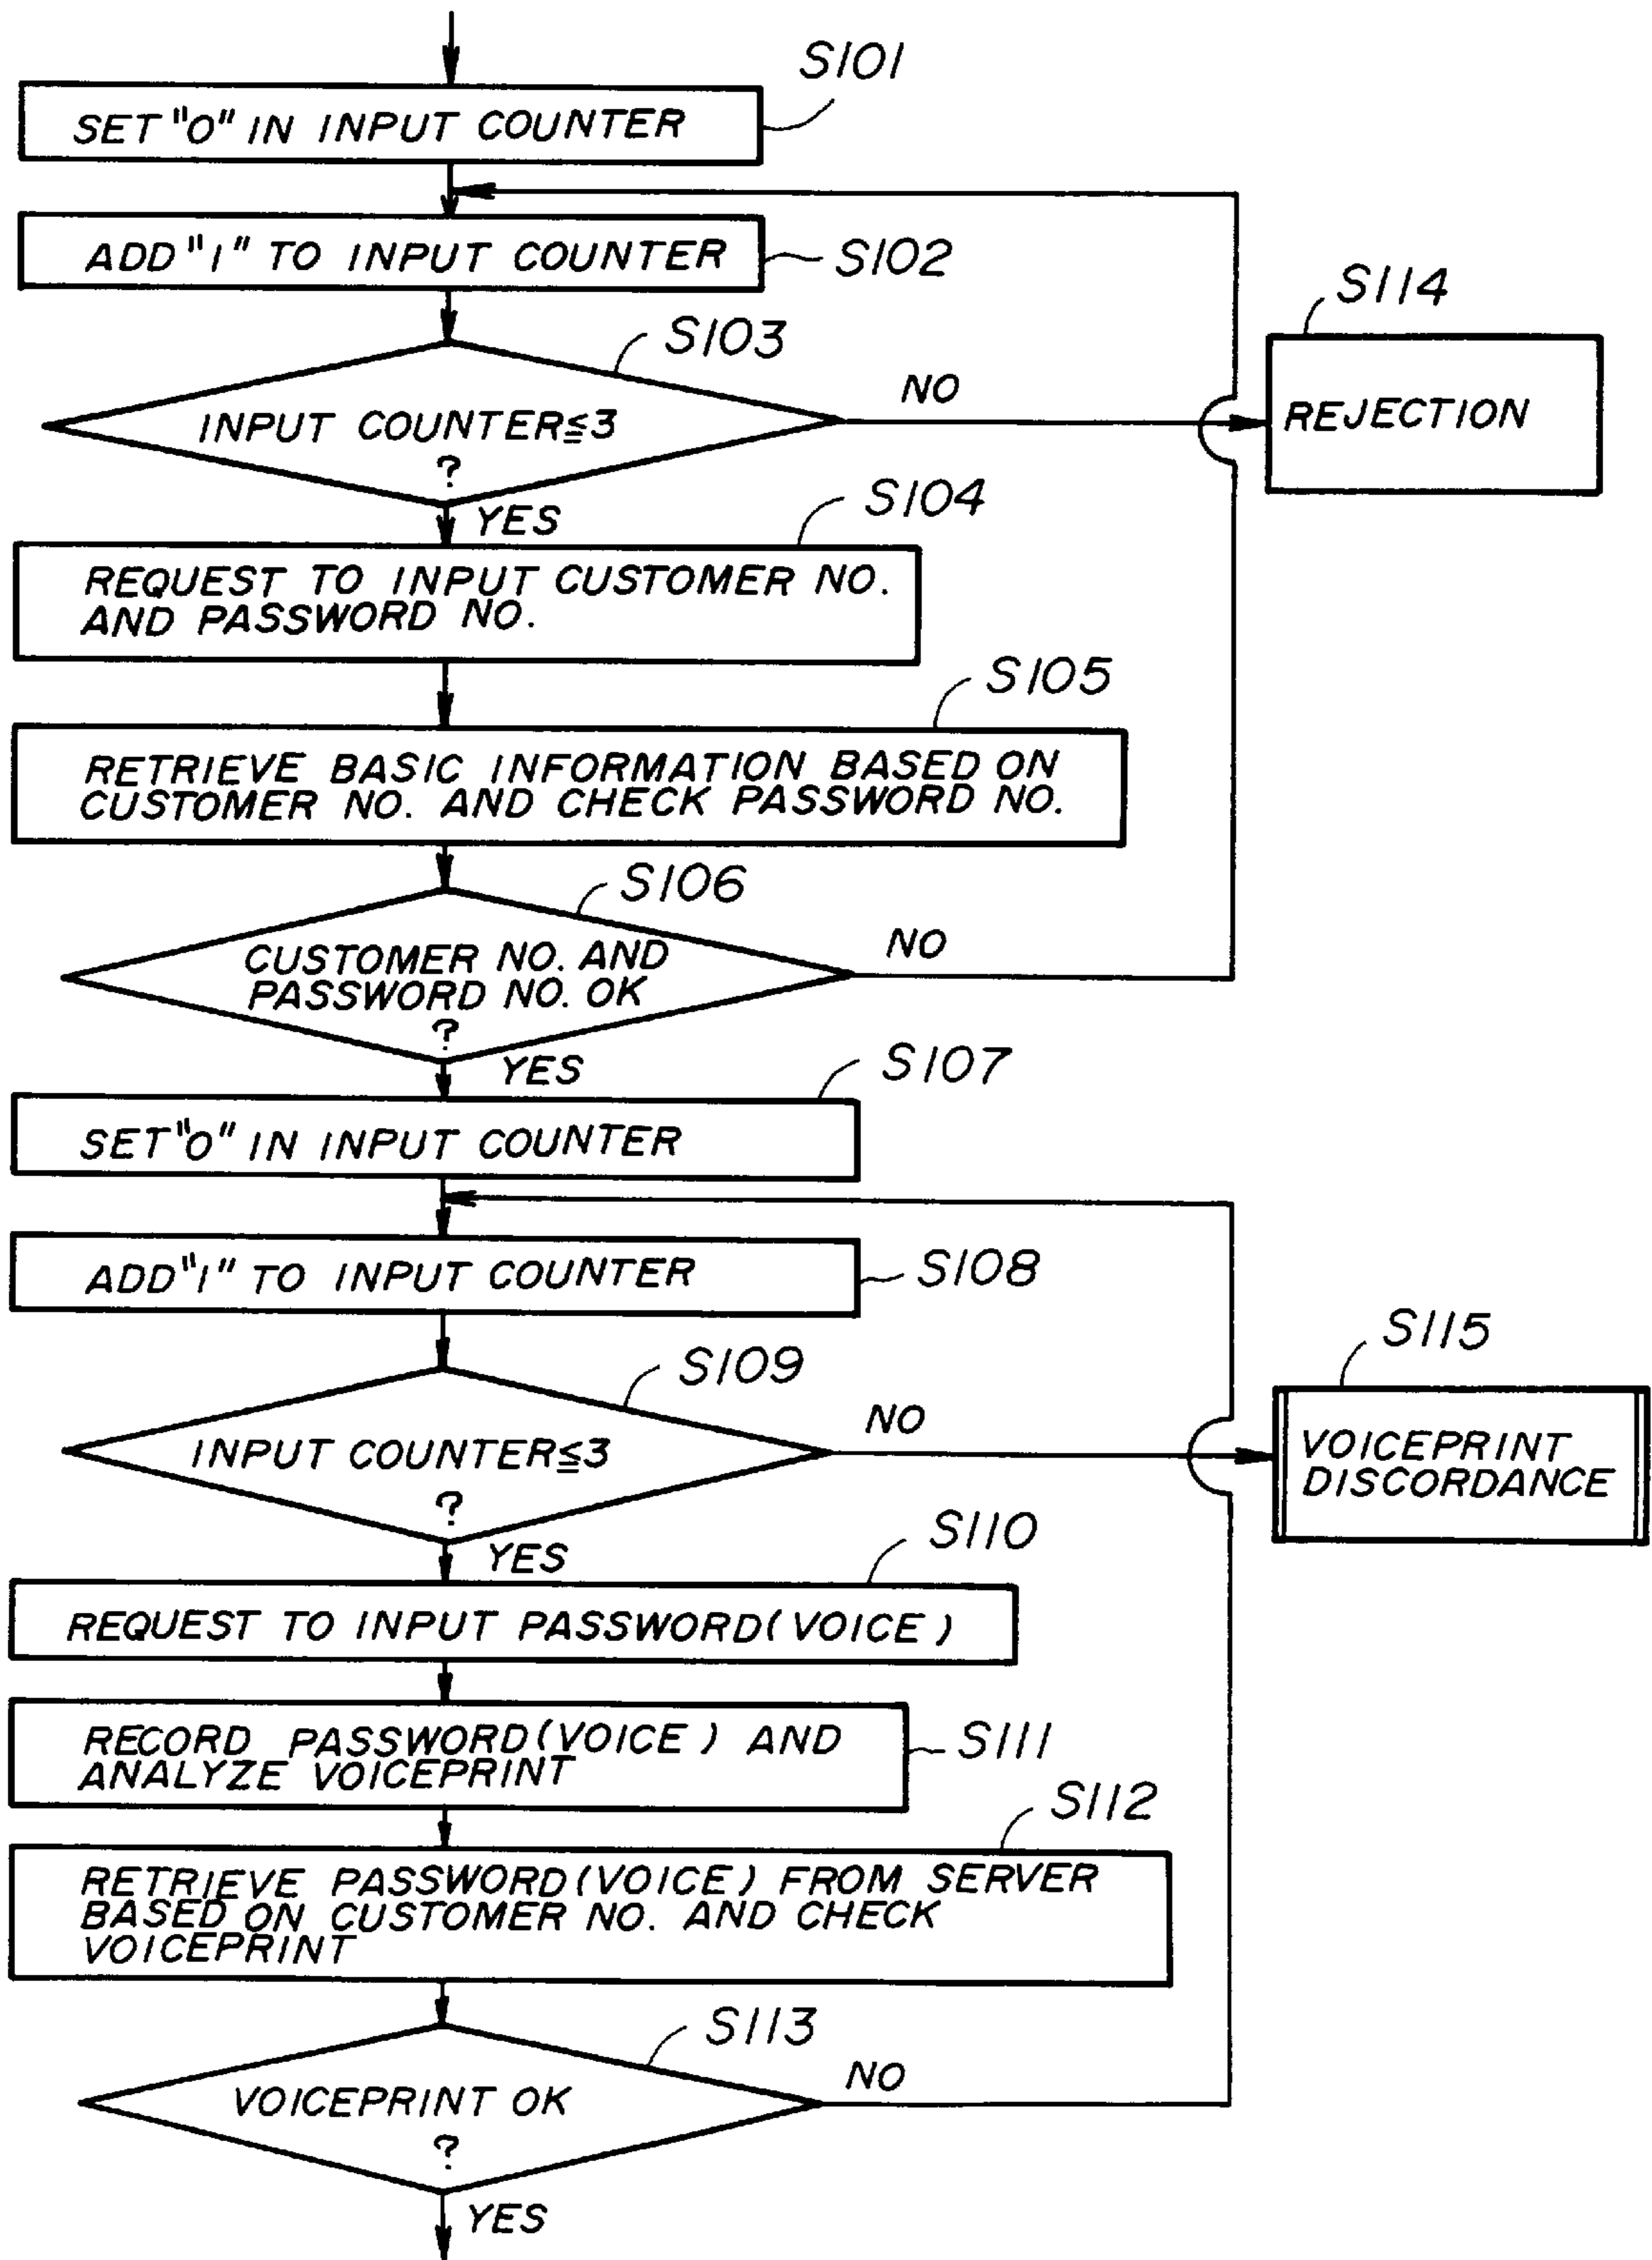 S101
SET "0" IN INPUT COUNTER
ADD "1" TO INPUT COUNTER
S102
S114
S103
NO
REJECTION
INPUT COUNTER≦3
?
YES
S104
REQUEST TO INPUT CUSTOMER NO.
AND PASSWORD NO.
S105
RETRIEVE BASIC INFORMATION BASED ON
CUSTOMER NO. AND CHECK PASSWORD NO.
S106
NO
CUSTOMER NO. AND
PASSWORD NO. OK
?
YES
S107
SET "0" IN INPUT COUNTER
ADD "1" TO INPUT COUNTER
S108
S115
S109
NO
VOICEPRINT
DISCORDANCE
INPUT COUNTER≦3
?
YES
S110
REQUEST TO INPUT PASSWORD(VOICE)
RECORD PASSWORD(VOICE) AND
ANALYZE VOICEPRINT
S111
S112
RETRIEVE PASSWORD(VOICE) FROM SERVER
BASED ON CUSTOMER NO. AND CHECK
VOICEPRINT
S113
NO
VOICEPRINT OK
?
YES